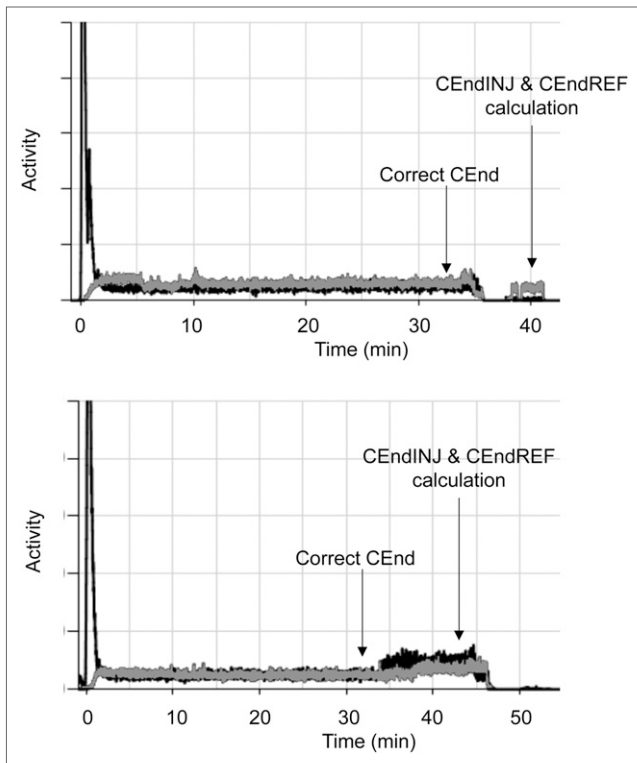 CEndINJ & CEndREF
calculation
Correct CEnd
Activity
0 10 20 30 40
Time (min)
CEndINJ & CEndREF
calculation
Correct CEnd
Activity
0 10 20 30 40 50
Time (min)